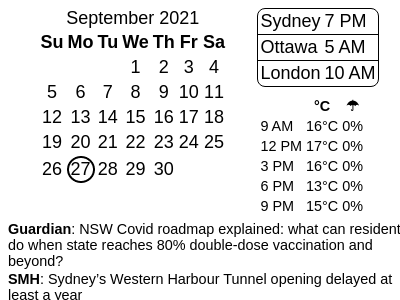 September 2021
Su Mo Tu We Th Fr Sa
1 2 3 4
5 6 7 8 9 10 11
12 13 14 15 16 17 18
19 20 21 22 23 24 25
26 27 28 29 30
Sydney 7 PM
Ottawa 5 AM
London 10 AM
°C ☂
9 AM 16°C 0%
12 PM 17°C 0%
3 PM 16°C 0%
6 PM 13°C 0%
9 PM 15°C 0%
Guardian: NSW Covid roadmap explained: what can resident
do when state reaches 80% double-dose vaccination and
beyond?
SMH: Sydney's Western Harbour Tunnel opening delayed at
least a year